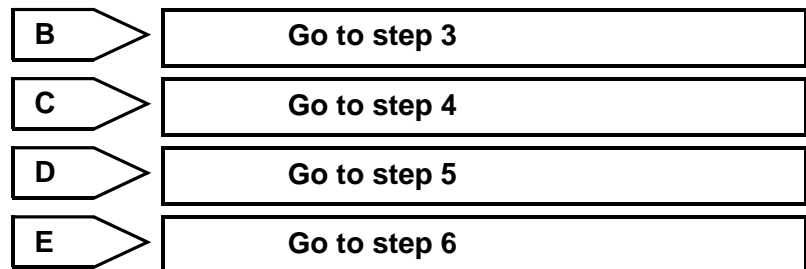 B Go to step 3
C Go to step 4
D Go to step 5
E Go to step 6